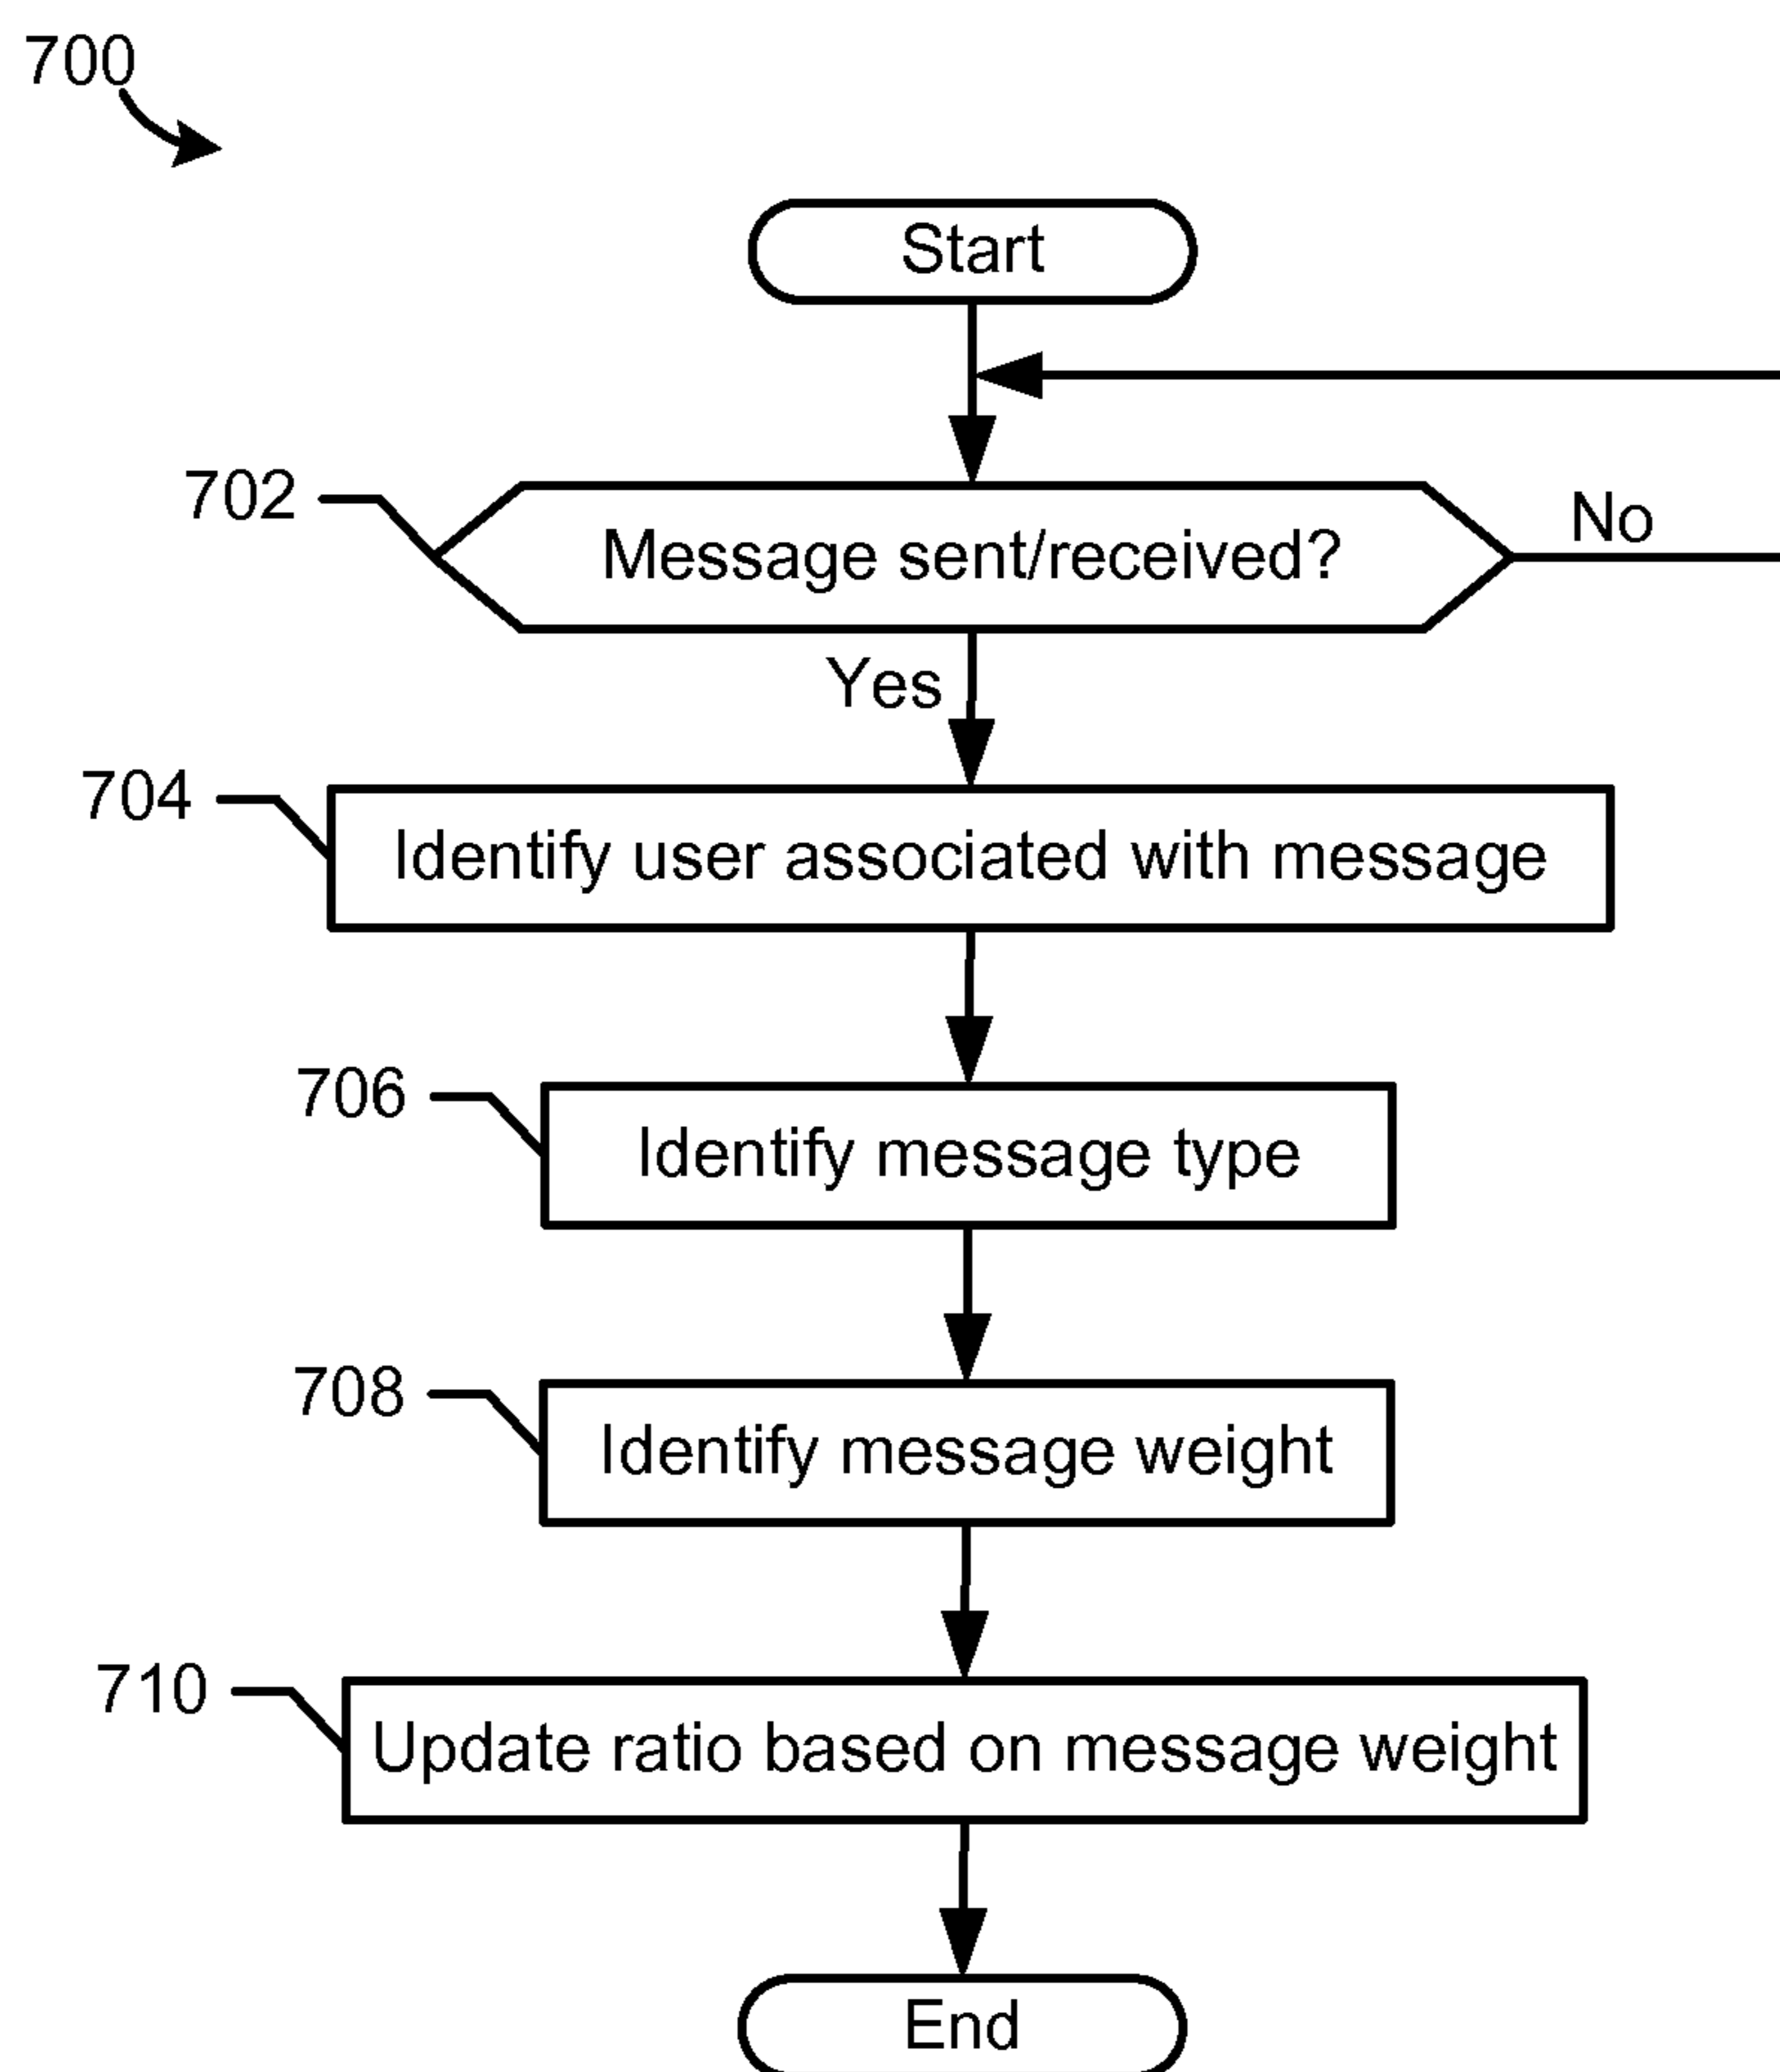 700
Start
702
Message sent/received?
No
Yes
704
Identify user associated with message
706
Identify message type
708
Identify message weight
710
Update ratio based on message weight
End